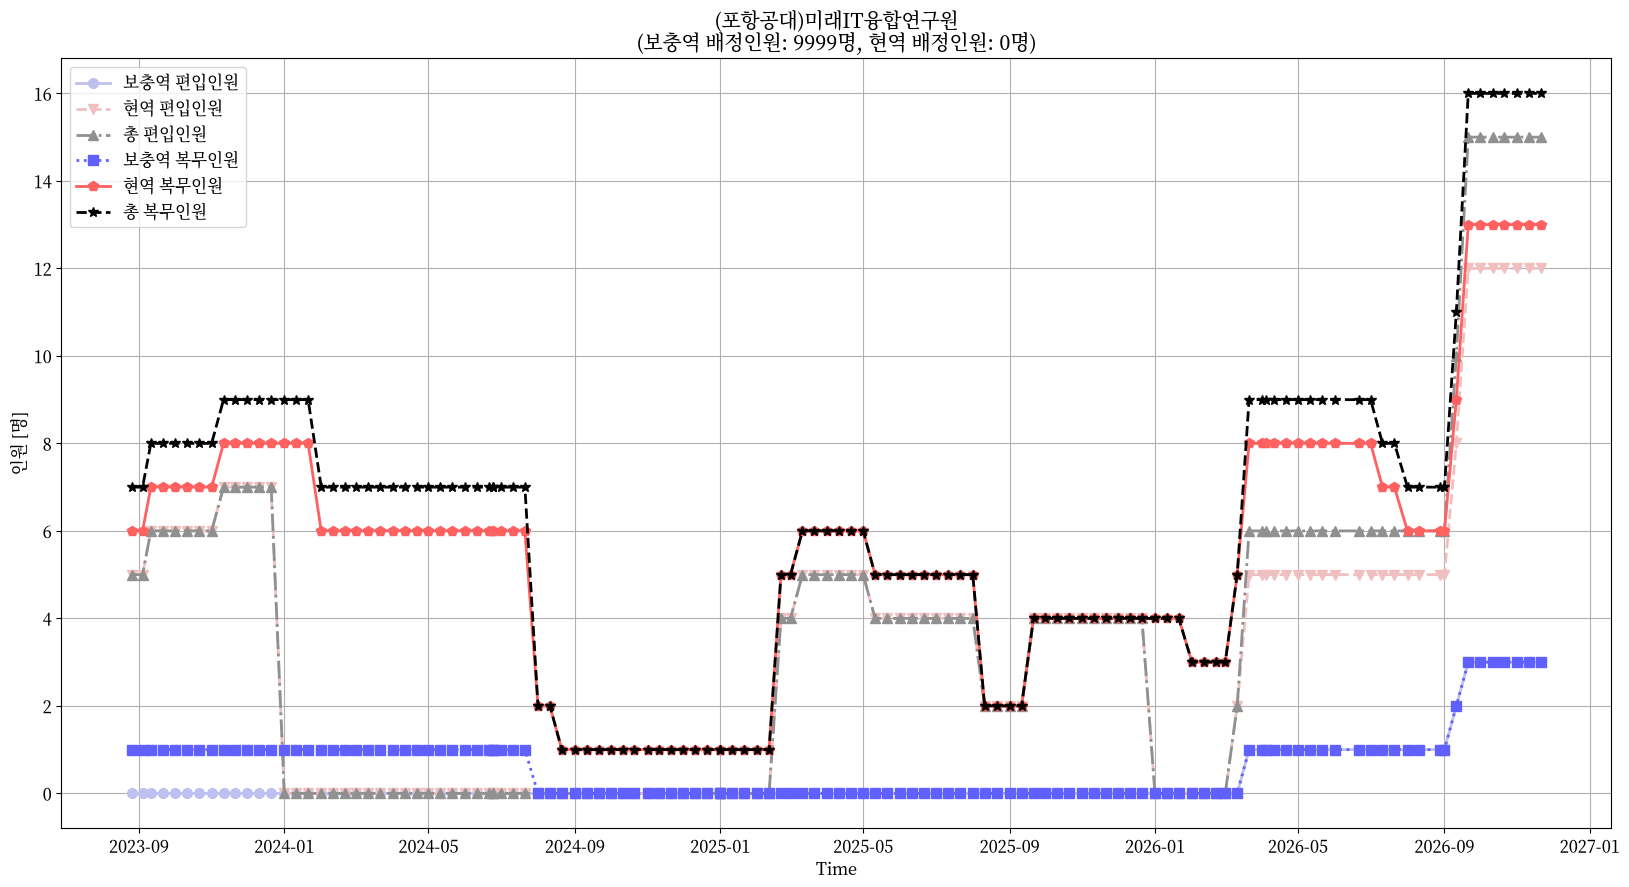 (포항공대)미래IT융합연구원
(보충역 배정인원: 9999명, 현역 배정인원: 0명)
보충역 편입인원
현역 편입인원
총 편입인원
보충역 복무인원
현역 복무인원
총 복무인원
인원 [명]
16
14
12
10
8
6
4
2
0
2023-09
2024-01
2024-05
2024-09
2025-01
2025-05
2025-09
2026-01
2026-05
2026-09
2027-01
Time